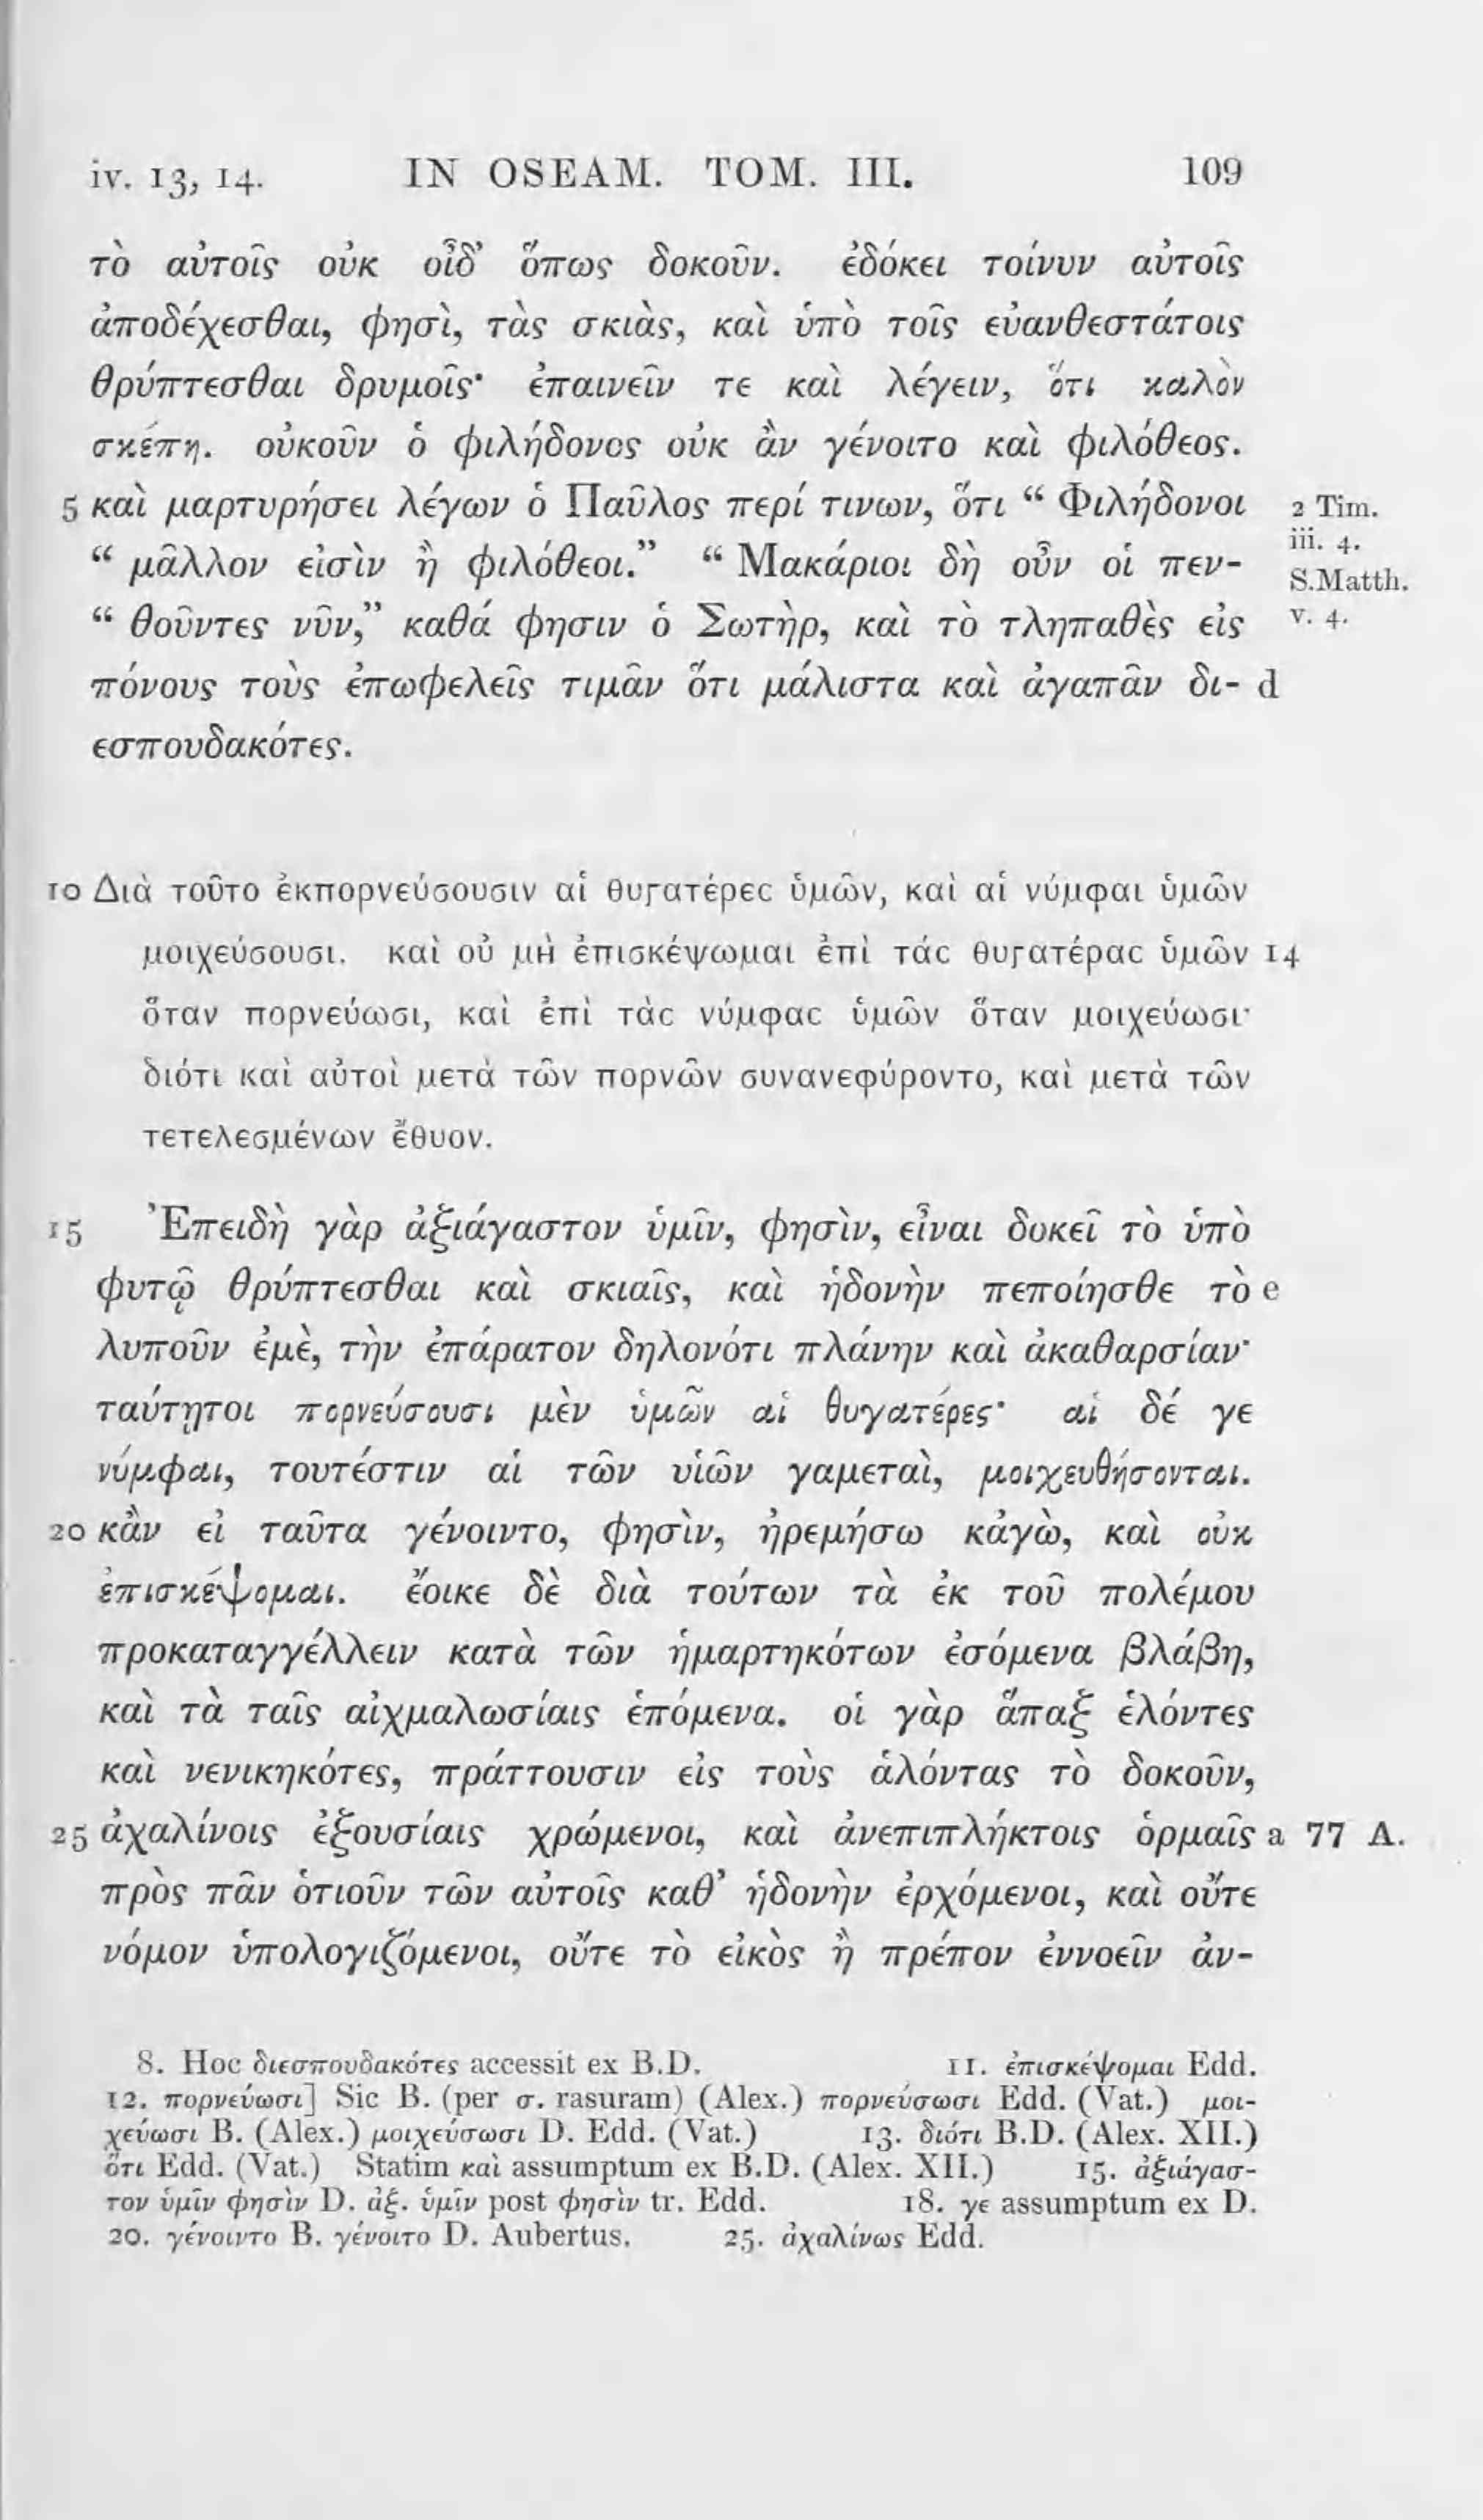 iv. 13, 14. IN OSEAM. TOM. III. 109
τὸ αὐτοῖς οὐκ οἶδ' ὅπως δοκοῦν. ἐδόκει τοίνυν αὐτοῖς
ἀποδέχεσθαι, φησὶ, τὰς σκιὰς, καὶ ὑπὸ τοῖς εὐανθεστάτοις
θρύπτεσθαι δρυμοῖς· ἐπαινεῖν τε καὶ λέγειν, ὅτι καλὸν
σκέπη. οὐκοῦν ὁ φιλήδονος οὐκ ἂν γένοιτο καὶ φιλόθεος.
5 καὶ μαρτυρήσει λέγων ὁ Παῦλος περί τινων, ὅτι “ Φιλήδονοι 2 Tim.
“ μᾶλλον εἰσὶν ἢ φιλόθεοι.” “ Μακάριοι δὴ οὖν οἱ πεν- iii. 4. S.Matth.
“ θοῦντες νῦν,” καθά φησιν ὁ Σωτὴρ, καὶ τὸ τληπαθὲς εἰς v. 4.
πόνους τοὺς ἐπωφελεῖς τιμᾶν ὅτι μάλιστα καὶ ἀγαπᾶν δι- d
εσπουδακότες.
10 Διὰ τοῦτο ἐκπορνεύσουσιν αἱ θυγατέρες ὑμῶν, καὶ αἱ νύμφαι ὑμῶν
μοιχεύσουσι. καὶ οὐ μὴ ἐπισκέψωμαι ἐπὶ τάς θυγατέρας ὑμῶν 14
ὅταν πορνεύωσι, καὶ ἐπὶ τὰς νύμφας ὑμῶν ὅταν μοιχεύωσι·
διότι καὶ αὐτοὶ μετὰ τῶν πορνῶν συνανεφύροντο, καὶ μετὰ τῶν
τετελεσμένων ἔθυον.
15 Ἐπειδὴ γὰρ ἀξιάγαστον ὑμῖν, φησὶν, εἶναι δοκεῖ τὸ ὑπὸ
φυτῷ θρύπτεσθαι καὶ σκιαῖς, καὶ ἡδονὴν πεποίησθε τὸ e
λυποῦν ἐμὲ, τὴν ἐπάρατον δηλονότι πλάνην καὶ ἀκαθαρσίαν·
ταύτῃτοι πορνεύσουσι μὲν ὑμῶν αἱ θυγατέρες· αἱ δέ γε
νύμφαι, τουτέστιν αἱ τῶν υἱῶν γαμεταὶ, μοιχευθήσονται.
20 κἂν εἰ ταῦτα γένοιντο, φησὶν, ἠρεμήσω κἀγὼ, καὶ οὐκ
ἐπισκέψομαι. ἔοικε δὲ διὰ τούτων τὰ ἐκ τοῦ πολέμου
προκαταγγέλλειν κατὰ τῶν ἡμαρτηκότων ἐσόμενα βλάβη,
καὶ τὰ ταῖς αἰχμαλωσίαις ἑπόμενα. οἱ γὰρ ἅπαξ ἑλόντες
καὶ νενικηκότες, πράττουσιν εἰς τοὺς ἁλόντας τὸ δοκοῦν,
25 ἀχαλίνοις ἐξουσίαις χρώμενοι, καὶ ἀνεπιπλήκτοις ὁρμαῖς a 77 A.
πρὸς πᾶν ὁτιοῦν τῶν αὐτοῖς καθ' ἡδονὴν ἐρχόμενοι, καὶ οὔτε
νόμον ὑπολογιζόμενοι, οὔτε τὸ εἰκὸς ἢ πρέπον ἐννοεῖν ἀν-
8. Hoc διεσπουδακότες accessit ex B.D. 11. ἐπισκέψομαι Edd.
12. πορνεύωσι] Sic B. (per σ. rasuram) (Alex.) πορνεύσωσι Edd. (Vat.) μοι-
χεύωσι B. (Alex.) μοιχεύσωσι D. Edd. (Vat.) 13. διότι B.D. (Alex. XII.)
ὅτι Edd. (Vat.) Statim καὶ assumptum ex B.D. (Alex. XII.) 15. ἀξιάγασ-
τον ὑμῖν φησὶν D. ἀξ. ὑμῖν post φησὶν tr. Edd. 18. γε assumptum ex D.
20. γένοιντο B. γένοιτο D. Aubertus. 25. ἀχαλίνως Edd.